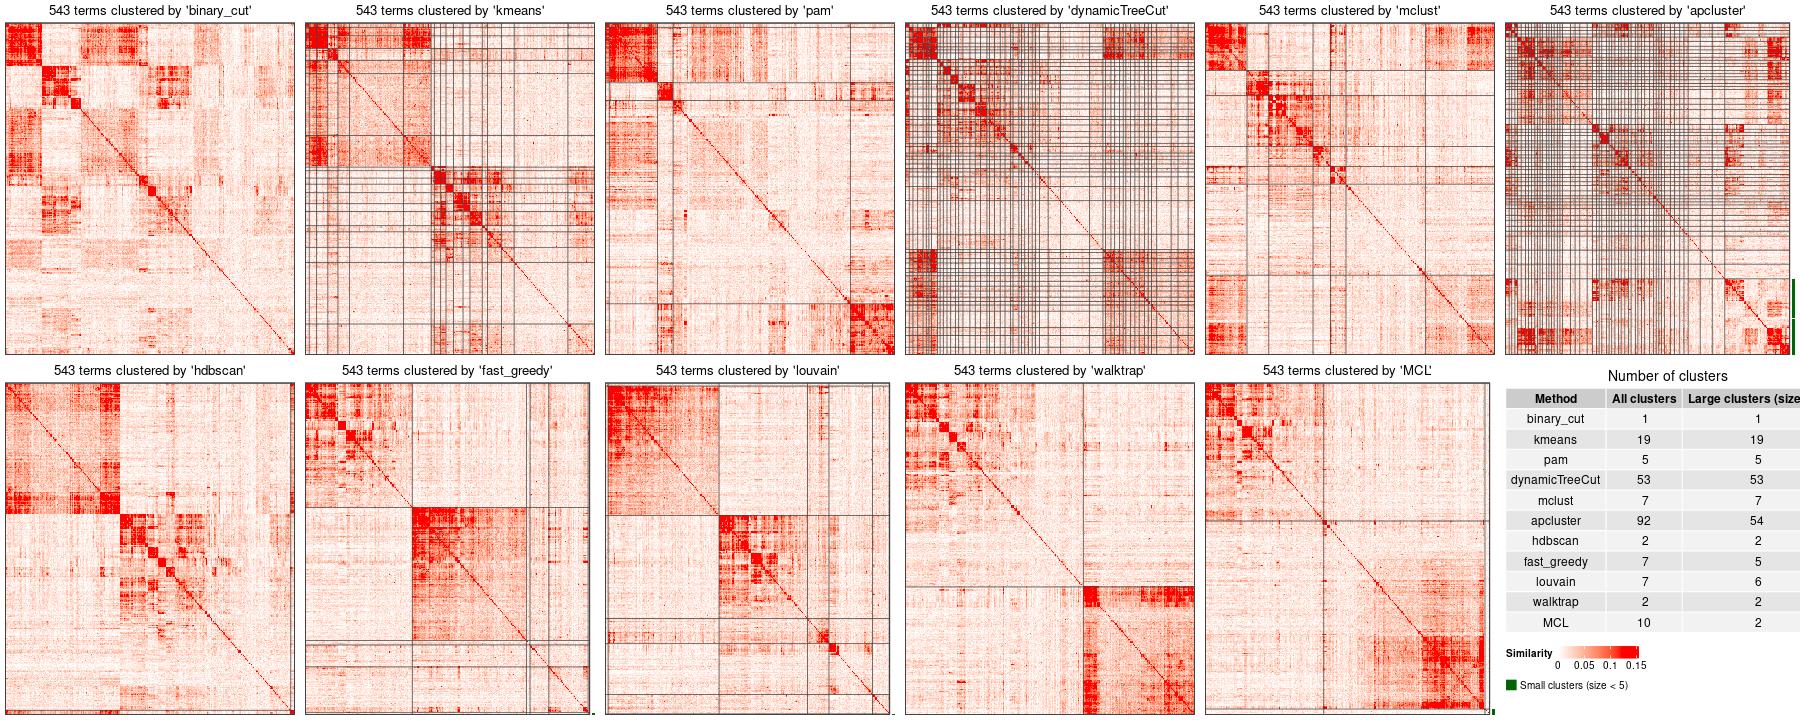 543 terms clustered by 'binary_cut'
543 terms clustered by 'kmeans'
543 terms clustered by 'pam'
543 terms clustered by 'dynamicTreeCut'
543 terms clustered by 'mclust'
543 terms clustered by 'apcluster'
543 terms clustered by 'hdbscan'
543 terms clustered by 'fast_greedy'
543 terms clustered by 'louvain'
543 terms clustered by 'walktrap'
543 terms clustered by 'MCL'
Number of clusters
Method All clusters Large clusters (size
binary_cut 1 1
kmeans 19 19
pam 5 5
dynamicTreeCut 53 53
mclust 7 7
apcluster 92 54
hdbscan 2 2
fast_greedy 7 5
louvain 7 6
walktrap 2 2
MCL 10 2
Similarity
0 0.05 0.1 0.15
Small clusters (size < 5)